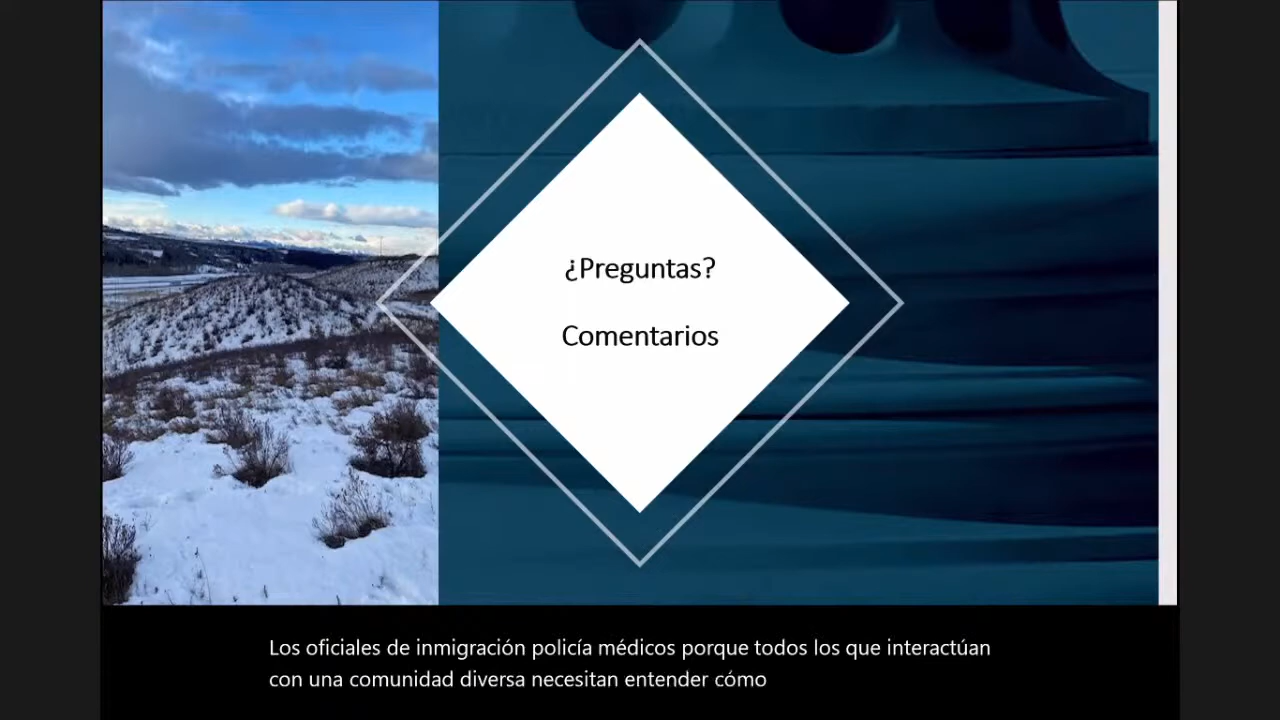 ¿Preguntas?
Comentarios
Los oficiales de inmigración policía médicos porque todos los que interactúan
con una comunidad diversa necesitan entender cómo